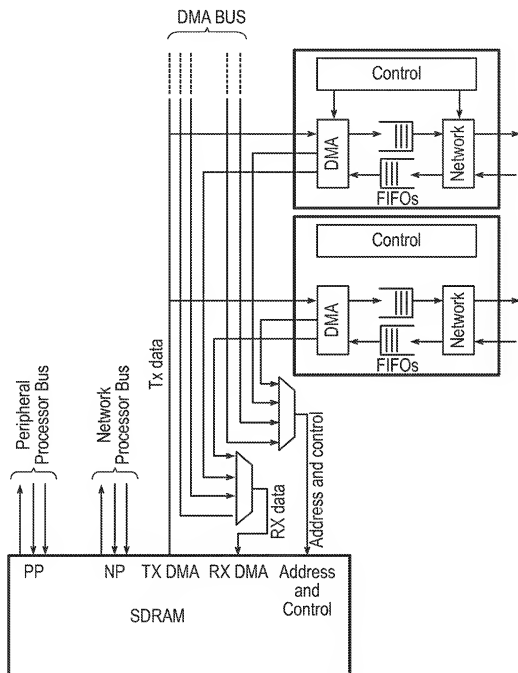 DMA BUS
Control
DMA
Network
FIFOs
Control
DMA
Network
FIFOs
Tx data
Peripheral
Processor Bus
Network
Processor Bus
RX data
Address and control
PP
NP
TX DMA
RX DMA
Address
and
Control
SDRAM